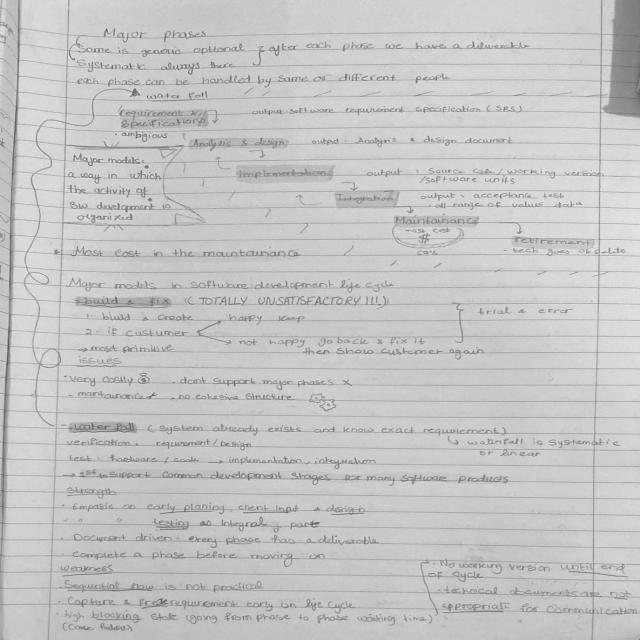 Major phases
Some is generic optional } after each phase we have a deliverable
Systematic always here
each phase can be handled by same or different people
water fall
requirement
specifications output: software requirement specification (SRS)
• ambigious
Analysis & design output: Analysis & design document
Major models:
a way in which
the activity of
SW development is
organized
Implementations output: Source Code/working version
/software units
Integration output: acceptance test
all range of values data
Maintainance
most cost
$
67%
retirement
- tech goes obsolete
* Most cost in the maintainance
Major models in software development life cycle
- build & fix (TOTALLY UNSATISFACTORY !!!)
1- build & create → happy keep
2- if custumer
→ not happy go back & fix it
then show customer again
trial & error
→ most primitive
issues
• very costly $ . dont support major phases x
• maintainance . no cohesive structure
- water fall (system already exists and know exact requirement)
↳ waterfall is systematic
or linear
verification . requirement/Design
test : hardware/code → implementation, integration
→ 1st to support common development stages for many software products
strength
• Empasis on early planing, client input & design
" " testing as integral part
• Document driven : every phase has a deliverable
• complete a phase before moving on
weakness
• Sequential flow is not practical
• Capture & requirement early on life cycle
• high blocking state (going from phase to phase waiting time)
• No working version until end
of cycle
• technical documents are not
appropriate for communication